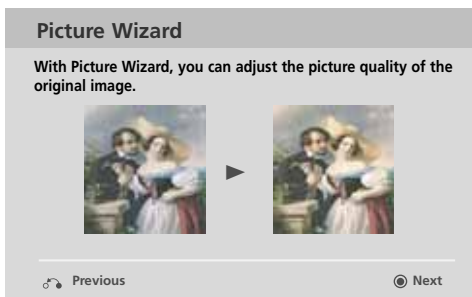 Picture Wizard
With Picture Wizard, you can adjust the picture quality of the
original image.
Previous
Next